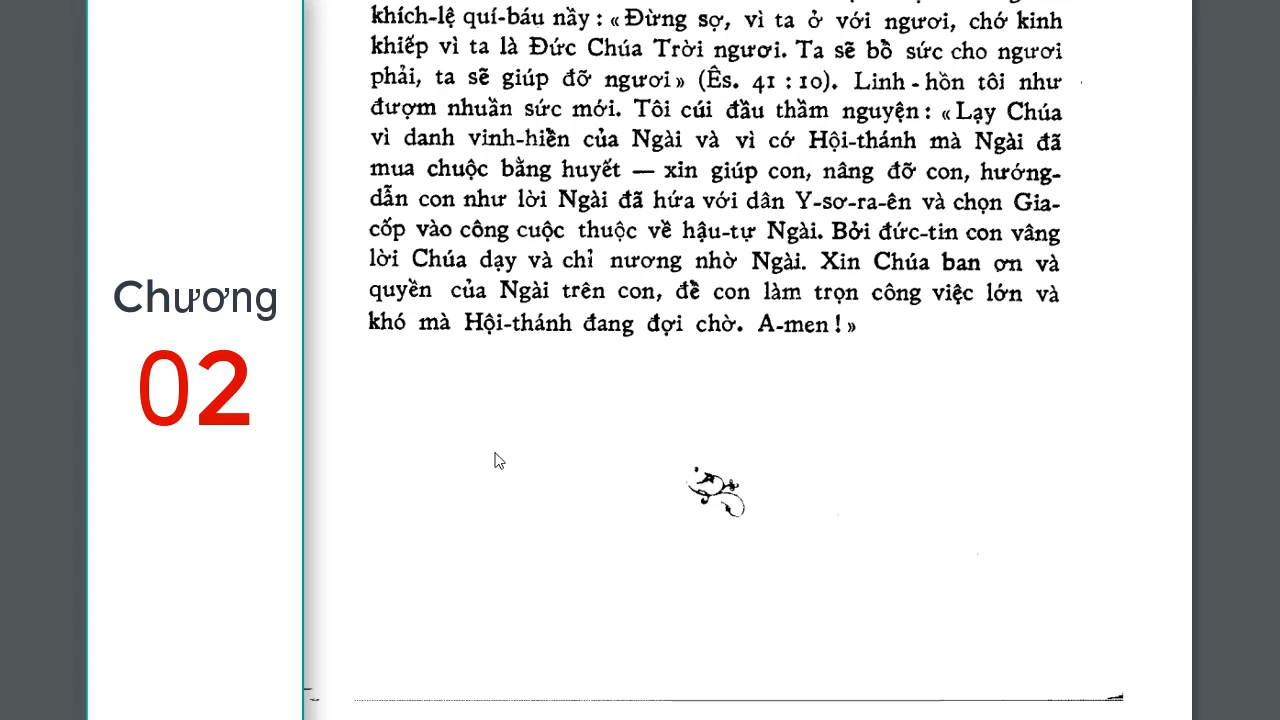 khích-lệ quí-báu nầy : « Đừng sợ, vì ta ở với ngươi, chớ kinh
khiếp vì ta là Đức Chúa Trời ngươi. Ta sẽ bồ sức cho ngươi
phải, ta sẽ giúp đỡ ngươi » (Ês. 41 : 10). Linh - hồn tôi như
đượm nhuần sức mới. Tôi cúi đầu thầm nguyện : « Lạy Chúa
vì danh vinh-hiền của Ngài và vì cớ Hội-thánh mà Ngài đã
mua chuộc bằng huyết — xin giúp con, nâng đỡ con, hướng-
dẫn con như lời Ngài đã hứa với dân Y-sơ-ra-ên và chọn Gia-
cốp vào công cuộc thuộc về hậu-tự Ngài. Bởi đức-tin con vâng
lời Chúa dạy và chỉ nương nhờ Ngài. Xin Chúa ban ơn và
quyền của Ngài trên con, đề con làm trọn công việc lớn và
khó mà Hội-thánh đang đợi chờ. A-men ! »
Chương
02